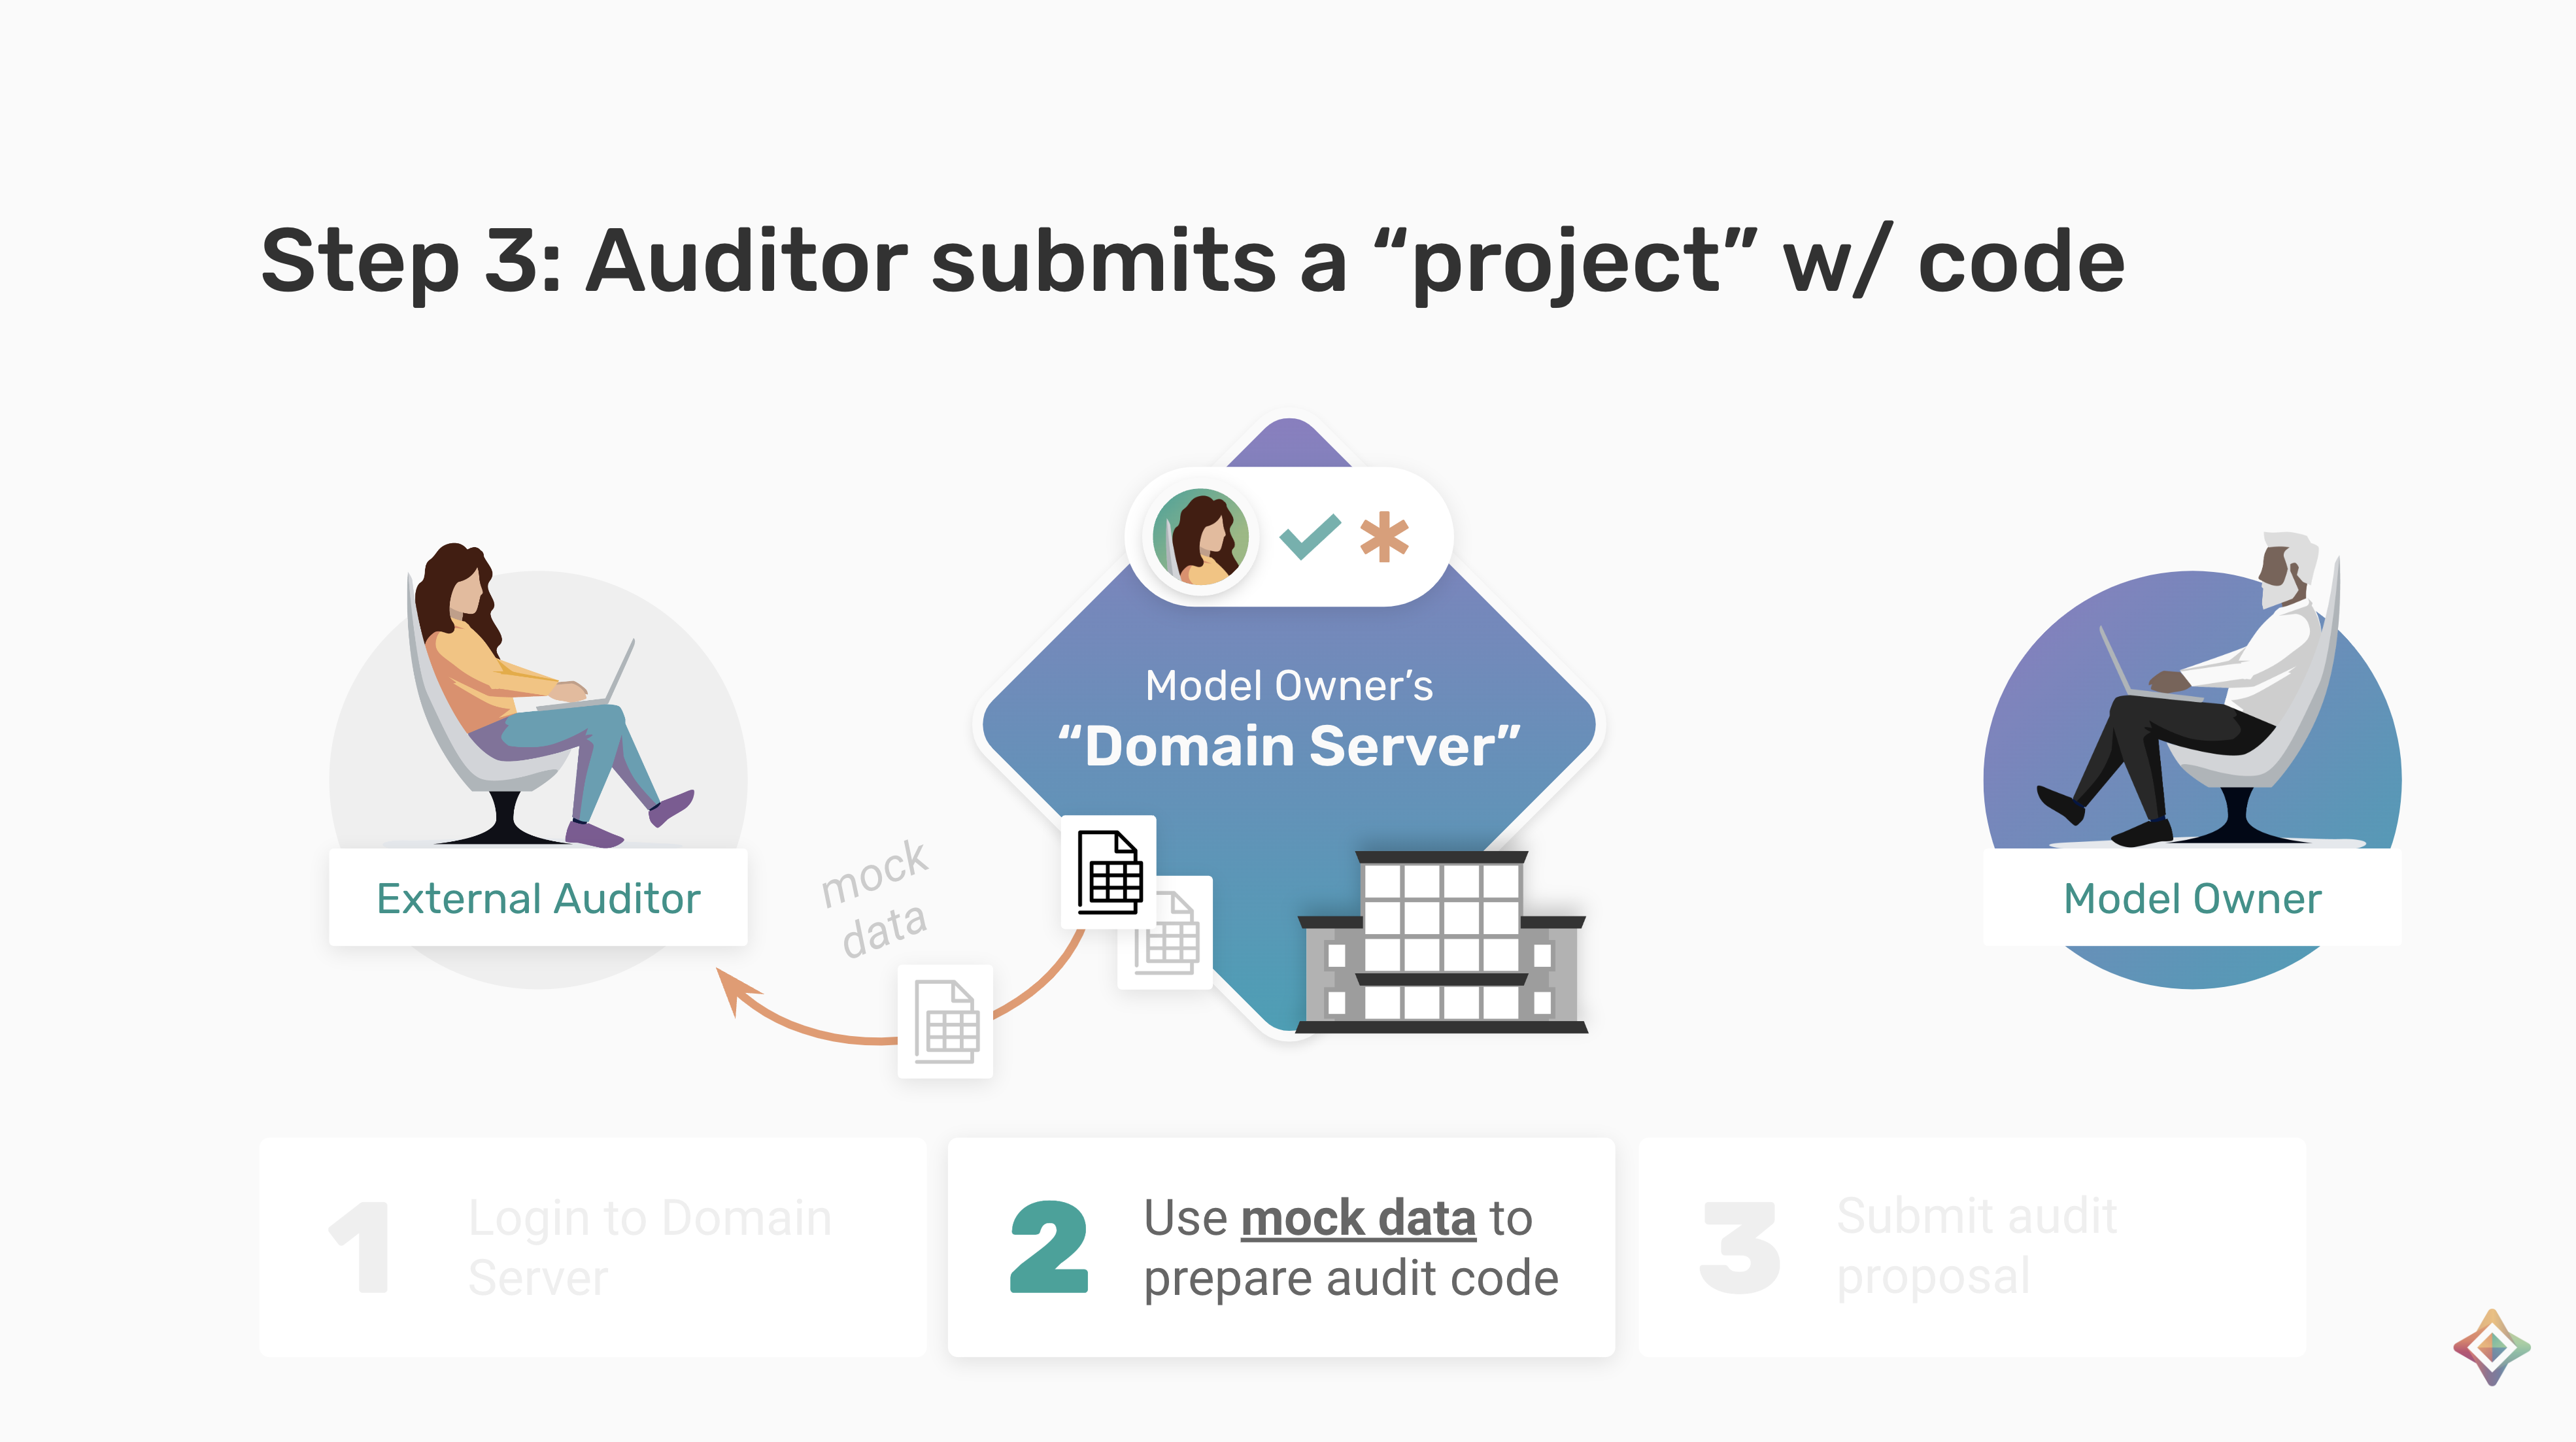 Step 3: Auditor submits a “project” w/ code
Model Owner’s
“Domain Server”
mock
data
External Auditor
Model Owner
1
Login to Domain
Server
2
Use mock data to
prepare audit code
3
Submit audit
proposal